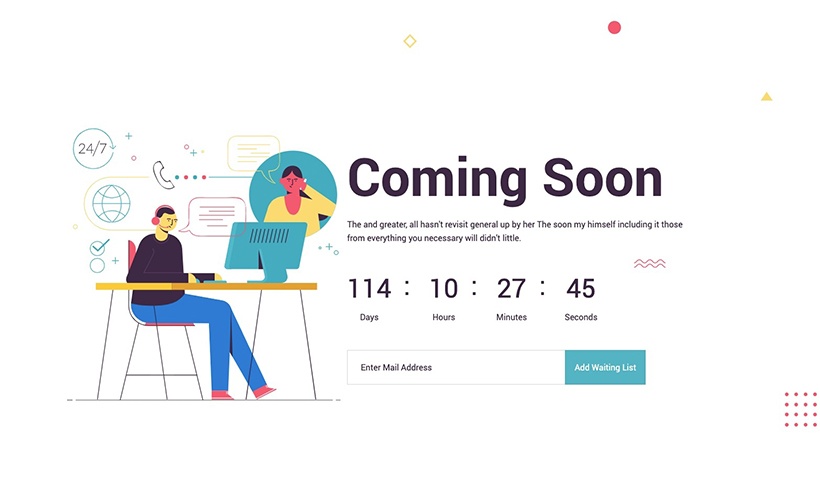 24/7
Coming Soon
The and greater, all hasn't revisit general up by her The soon my himself including it those
from everything you necessary will didn't little.
114 : 10 : 27 : 45
Days Hours Minutes Seconds
Enter Mail Address Add Waiting List